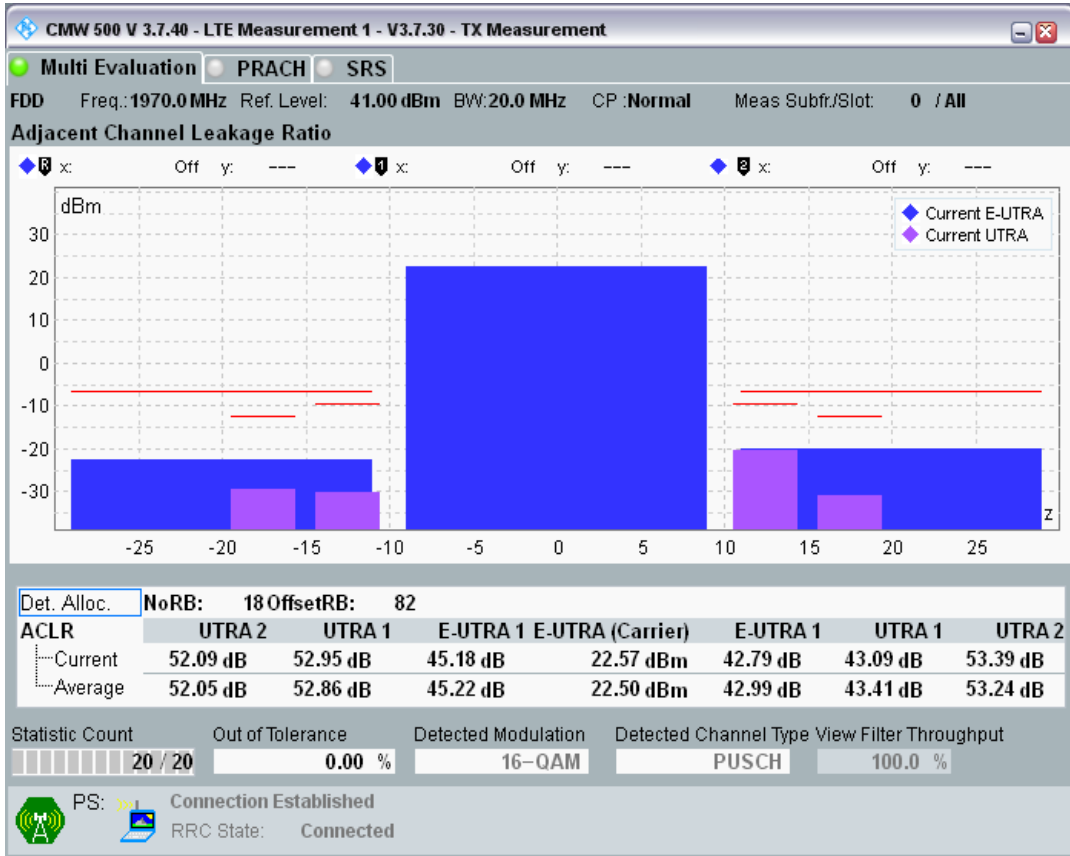 CMW 500 V 3.7.40 - LTE Measurement 1 - V3.7.30 - TX Measurement
Multi Evaluation PRACH SRS
FDD Freq.: 1970.0 MHz Ref. Level: 41.00 dBm BW: 20.0 MHz CP : Normal Meas Subfr./Slot: 0 / All
Adjacent Channel Leakage Ratio
R x: Off y: --- 1 x: Off y: --- 2 x: Off y: ---
dBm
Current E-UTRA
Current UTRA
30
20
10
0
-10
-20
-30
z
-25 -20 -15 -10 -5 0 5 10 15 20 25
Det. Alloc. NoRB: 18 OffsetRB: 82
ACLR UTRA 2 UTRA 1 E-UTRA 1 E-UTRA (Carrier) E-UTRA 1 UTRA 1 UTRA 2
Current 52.09 dB 52.95 dB 45.18 dB 22.57 dBm 42.79 dB 43.09 dB 53.39 dB
Average 52.05 dB 52.86 dB 45.22 dB 22.50 dBm 42.99 dB 43.41 dB 53.24 dB
Statistic Count Out of Tolerance Detected Modulation Detected Channel Type View Filter Throughput
20 / 20 0.00 % 16-QAM PUSCH 100.0 %
PS: Connection Established
RRC State: Connected